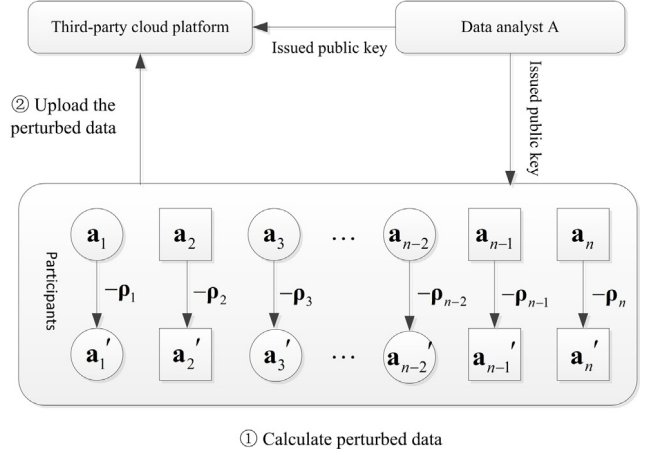 Third-party cloud platform
Data analyst A
Issued public key
Issued public key
② Upload the
perturbed data
Participants
a₁ a₂ a₃ … aₙ₋₂ aₙ₋₁ aₙ
−ρ₁ −ρ₂ −ρ₃ −ρₙ₋₂ −ρₙ₋₁ −ρₙ
a₁′ a₂′ a₃′ … aₙ₋₂′ aₙ₋₁′ aₙ′
① Calculate perturbed data